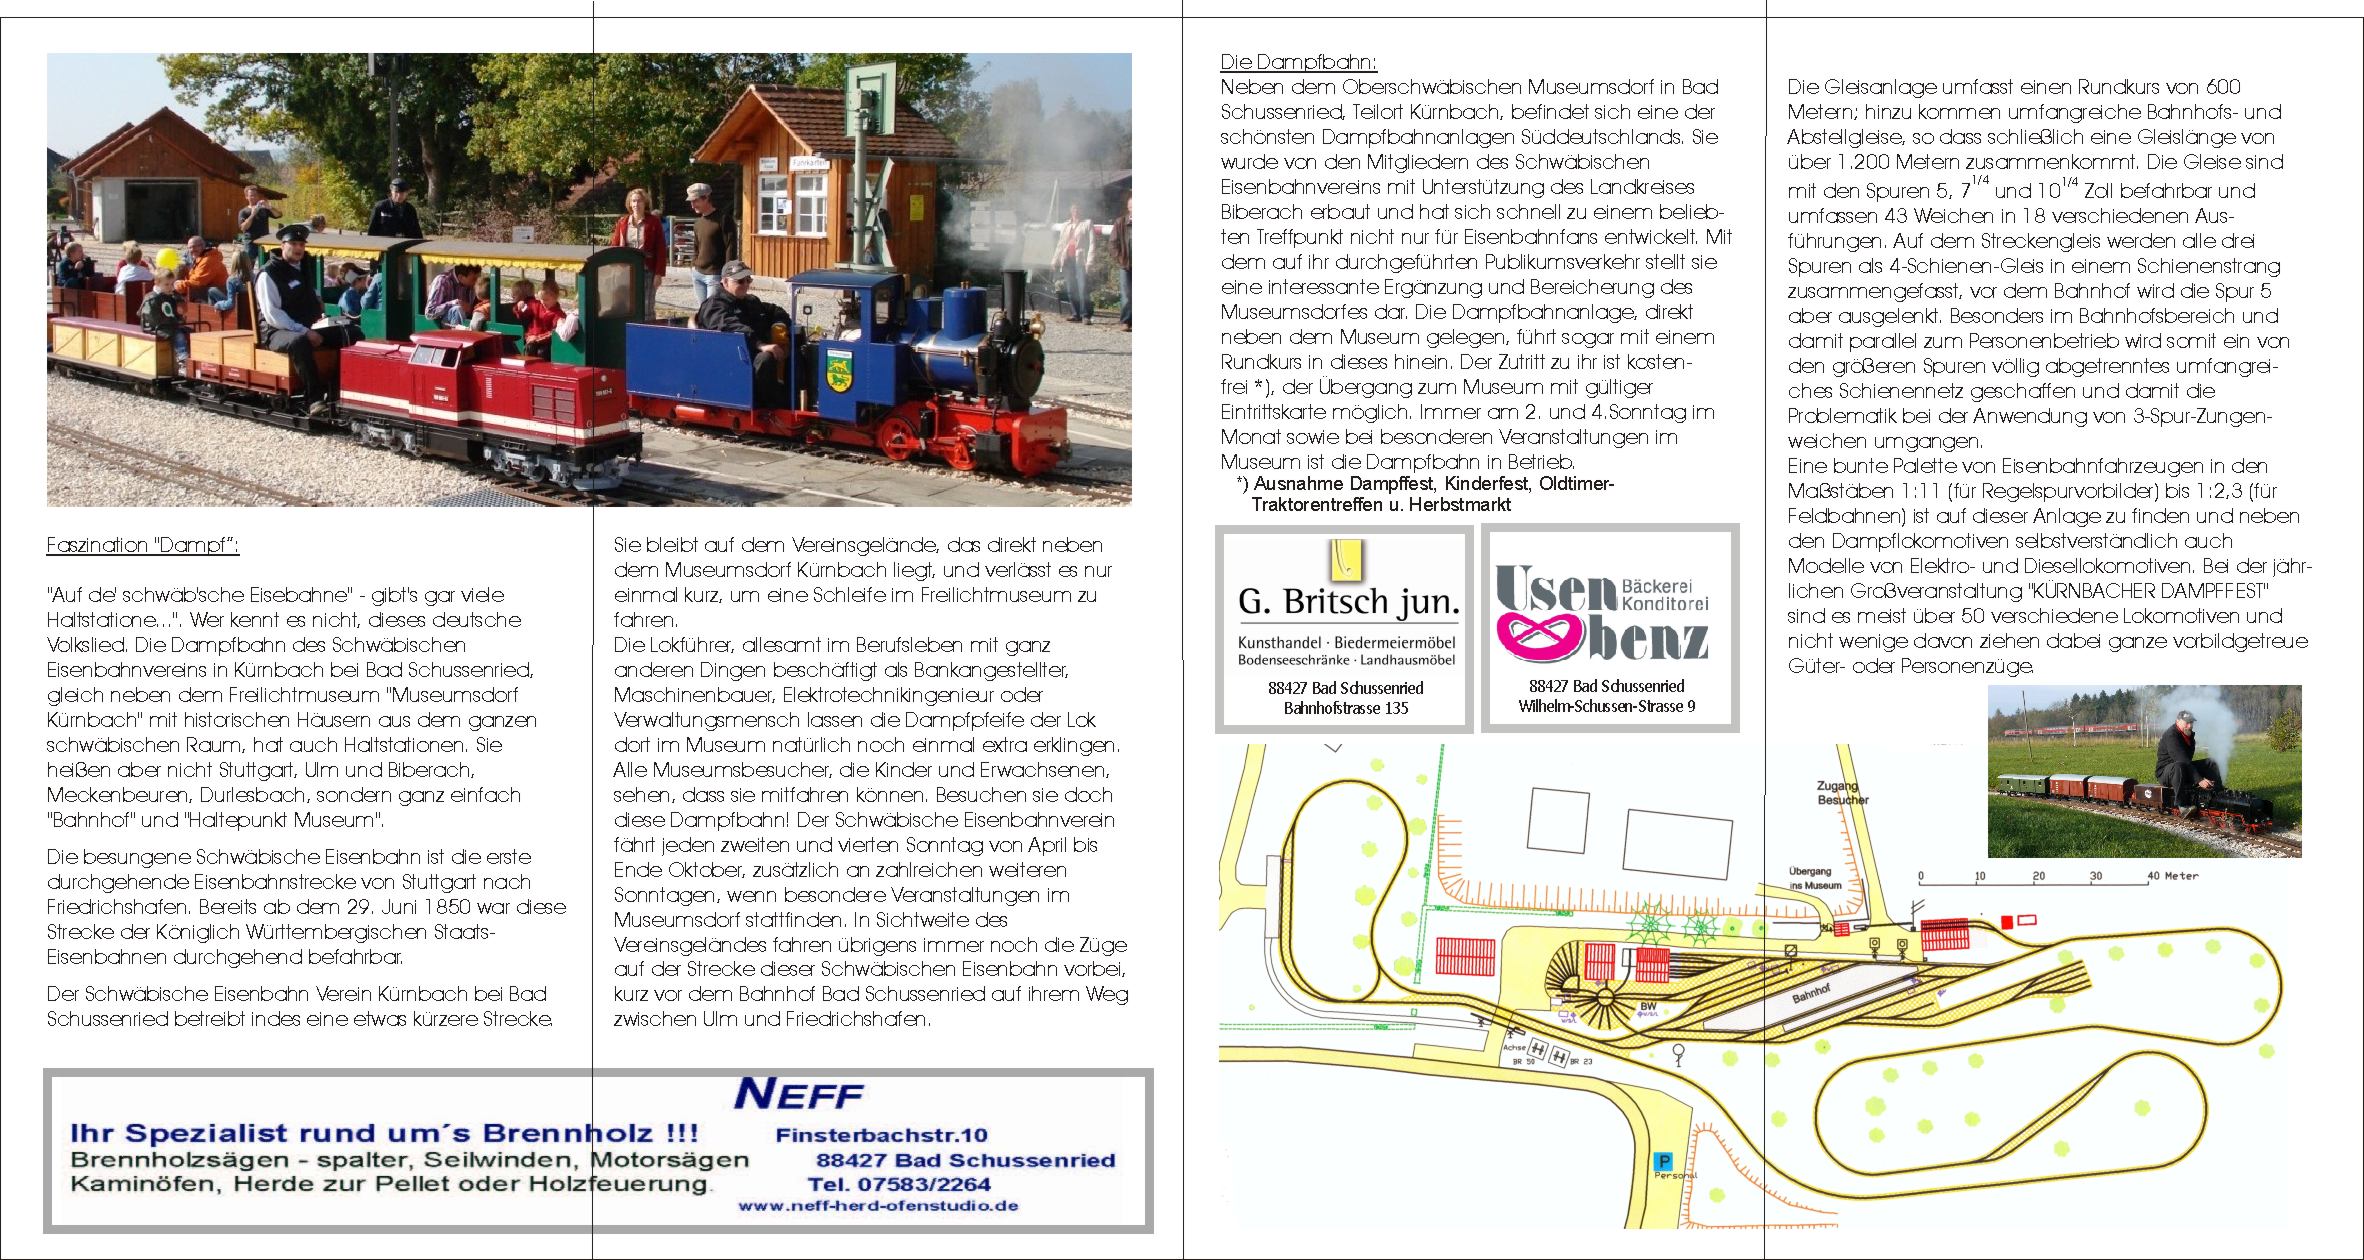 Fahrkarten
Faszination "Dampf":
"Auf de' schwäb'sche Eisebahne" - gibt's gar viele
Haltstatione...". Wer kennt es nicht, dieses deutsche
Volkslied. Die Dampfbahn des Schwäbischen
Eisenbahnvereins in Kürnbach bei Bad Schussenried,
gleich neben dem Freilichtmuseum "Museumsdorf
Kürnbach" mit historischen Häusern aus dem ganzen
schwäbischen Raum, hat auch Haltstationen. Sie
heißen aber nicht Stuttgart, Ulm und Biberach,
Meckenbeuren, Durlesbach, sondern ganz einfach
"Bahnhof" und "Haltepunkt Museum".
Die besungene Schwäbische Eisenbahn ist die erste
durchgehende Eisenbahnstrecke von Stuttgart nach
Friedrichshafen. Bereits ab dem 29. Juni 1850 war diese
Strecke der Königlich Württembergischen Staats-
Eisenbahnen durchgehend befahrbar.
Der Schwäbische Eisenbahn Verein Kürnbach bei Bad
Schussenried betreibt indes eine etwas kürzere Strecke.
Sie bleibt auf dem Vereinsgelände, das direkt neben
dem Museumsdorf Kürnbach liegt, und verlässt es nur
einmal kurz, um eine Schleife im Freilichtmuseum zu
fahren.
Die Lokführer, allesamt im Berufsleben mit ganz
anderen Dingen beschäftigt als Bankangestellter,
Maschinenbauer, Elektrotechnikingenieur oder
Verwaltungsmensch lassen die Dampfpfeife der Lok
dort im Museum natürlich noch einmal extra erklingen.
Alle Museumsbesucher, die Kinder und Erwachsenen,
sehen, dass sie mitfahren können. Besuchen sie doch
diese Dampfbahn! Der Schwäbische Eisenbahnverein
fährt jeden zweiten und vierten Sonntag von April bis
Ende Oktober, zusätzlich an zahlreichen weiteren
Sonntagen, wenn besondere Veranstaltungen im
Museumsdorf stattfinden. In Sichtweite des
Vereinsgeländes fahren übrigens immer noch die Züge
auf der Strecke dieser Schwäbischen Eisenbahn vorbei,
kurz vor dem Bahnhof Bad Schussenried auf ihrem Weg
zwischen Ulm und Friedrichshafen.
NEFF
Ihr Spezialist rund um´s Brennholz !!!
Brennholzsägen - spalter, Seilwinden, Motorsägen
Kaminöfen, Herde zur Pellet oder Holzfeuerung.
Finsterbachstr.10
88427 Bad Schussenried
Tel. 07583/2264
www.neff-herd-ofenstudio.de
Die Dampfbahn:
Neben dem Oberschwäbischen Museumsdorf in Bad
Schussenried, Teilort Kürnbach, befindet sich eine der
schönsten Dampfbahnanlagen Süddeutschlands. Sie
wurde von den Mitgliedern des Schwäbischen
Eisenbahnvereins mit Unterstützung des Landkreises
Biberach erbaut und hat sich schnell zu einem belieb-
ten Treffpunkt nicht nur für Eisenbahnfans entwickelt. Mit
dem auf ihr durchgeführten Publikumsverkehr stellt sie
eine interessante Ergänzung und Bereicherung des
Museumsdorfes dar. Die Dampfbahnanlage, direkt
neben dem Museum gelegen, führt sogar mit einem
Rundkurs in dieses hinein. Der Zutritt zu ihr ist kosten-
frei *), der Übergang zum Museum mit gültiger
Eintrittskarte möglich. Immer am 2. und 4.Sonntag im
Monat sowie bei besonderen Veranstaltungen im
Museum ist die Dampfbahn in Betrieb.
*) Ausnahme Dampffest, Kinderfest, Oldtimer-
Traktorentreffen u. Herbstmarkt
G. Britsch jun.
Kunsthandel · Biedermeiermöbel
Bodenseeschränke · Landhausmöbel
88427 Bad Schussenried
Bahnhofstrasse 135
Usenbenz
Bäckerei
Konditorei
88427 Bad Schussenried
Wilhelm-Schussen-Strasse 9
Die Gleisanlage umfasst einen Rundkurs von 600
Metern; hinzu kommen umfangreiche Bahnhofs- und
Abstellgleise, so dass schließlich eine Gleislänge von
über 1.200 Metern zusammenkommt. Die Gleise sind
mit den Spuren 5, 7 1/4 und 10 1/4 Zoll befahrbar und
umfassen 43 Weichen in 18 verschiedenen Aus-
führungen. Auf dem Streckengleis werden alle drei
Spuren als 4-Schienen-Gleis in einem Schienenstrang
zusammengefasst, vor dem Bahnhof wird die Spur 5
aber ausgelenkt. Besonders im Bahnhofsbereich und
damit parallel zum Personenbetrieb wird somit ein von
den größeren Spuren völlig abgetrenntes umfangrei-
ches Schienennetz geschaffen und damit die
Problematik bei der Anwendung von 3-Spur-Zungen-
weichen umgangen.
Eine bunte Palette von Eisenbahnfahrzeugen in den
Maßstäben 1:11 (für Regelspurvorbilder) bis 1:2,3 (für
Feldbahnen) ist auf dieser Anlage zu finden und neben
den Dampflokomotiven selbstverständlich auch
Modelle von Elektro- und Diesellokomotiven. Bei der jähr-
lichen Großveranstaltung "KÜRNBACHER DAMPFFEST"
sind es meist über 50 verschiedene Lokomotiven und
nicht wenige davon ziehen dabei ganze vorbildgetreue
Güter- oder Personenzüge.
Zugang
Besucher
Übergang
ins Museum
0 10 20 30 40 Meter
Bahnhof
BW
Achse
BR 50
BR 23
P
Personal